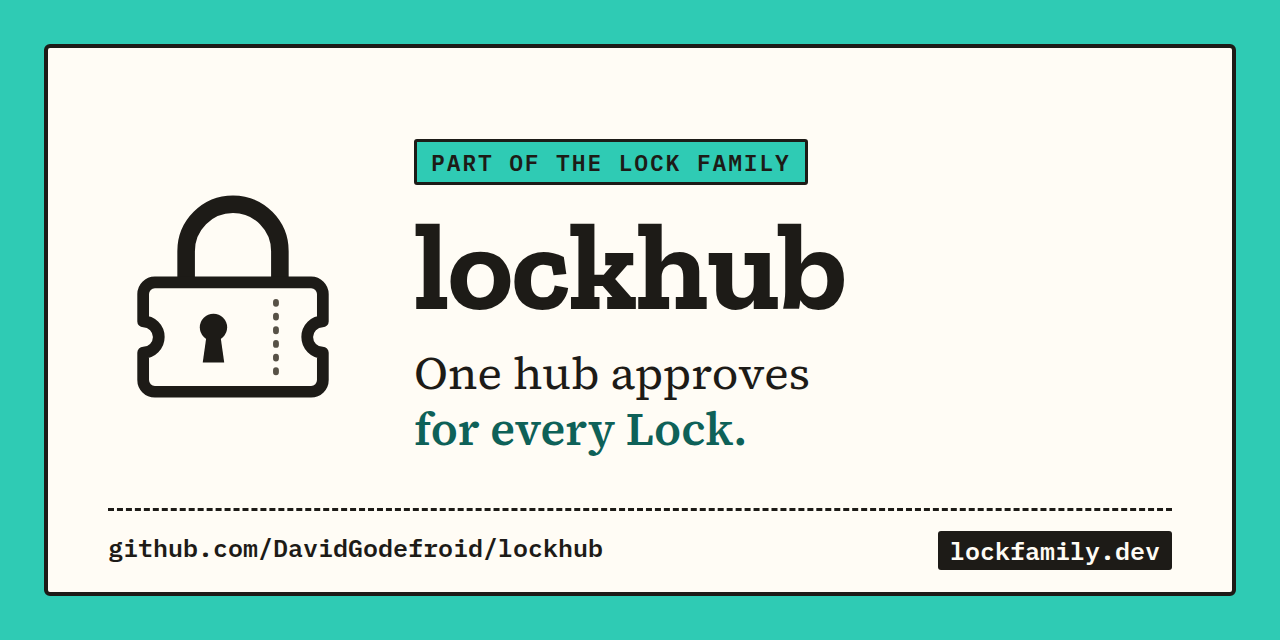 PART OF THE LOCK FAMILY
lockhub
One hub approves
for every Lock.
github.com/DavidGodefroid/lockhub
lockfamily.dev